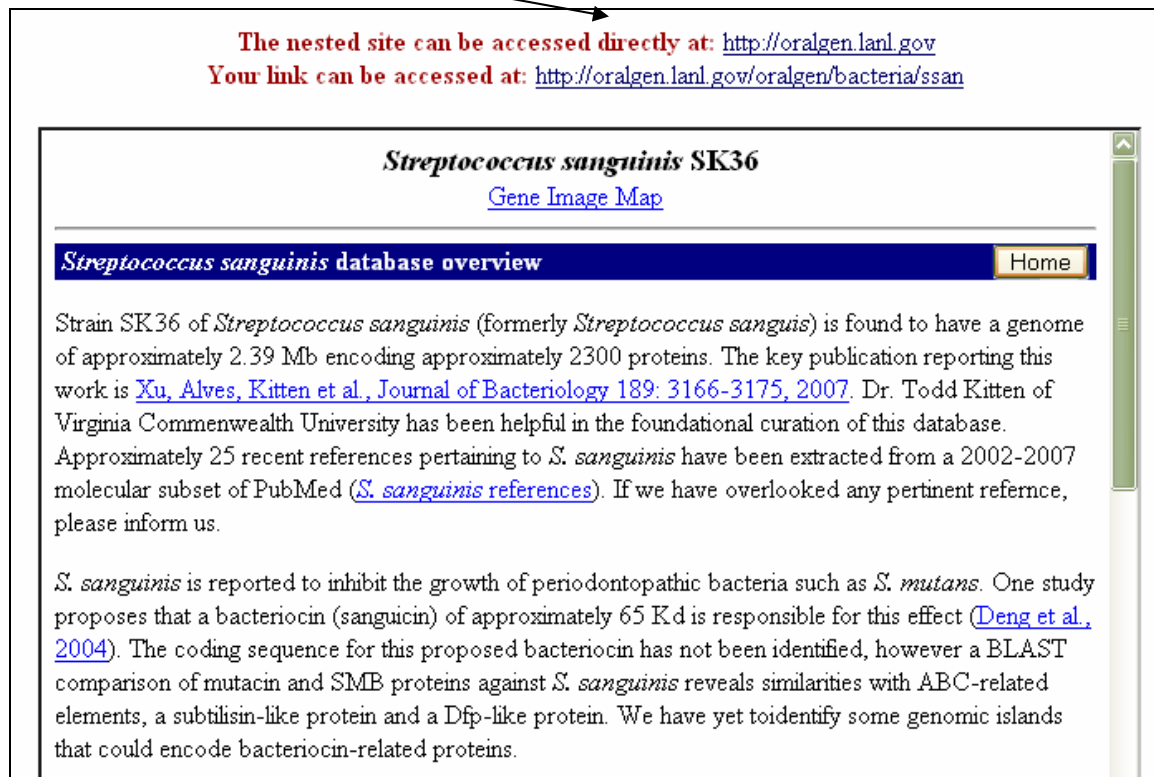 The nested site can be accessed directly at: http://oralgen.lanl.gov
Your link can be accessed at: http://oralgen.lanl.gov/oralgen/bacteria/ssan
Streptococcus sanguinis SK36
Gene Image Map
Streptococcus sanguinis database overview
Home
Strain SK36 of Streptococcus sanguinis (formerly Streptococcus sanguis) is found to have a genome
of approximately 2.39 Mb encoding approximately 2300 proteins. The key publication reporting this
work is Xu, Alves, Kitten et al., Journal of Bacteriology 189: 3166-3175, 2007. Dr. Todd Kitten of
Virginia Commonwealth University has been helpful in the foundational curation of this database.
Approximately 25 recent references pertaining to S. sanguinis have been extracted from a 2002-2007
molecular subset of PubMed (S. sanguinis references). If we have overlooked any pertinent refernce,
please inform us.
S. sanguinis is reported to inhibit the growth of periodontopathic bacteria such as S. mutans. One study
proposes that a bacteriocin (sanguicin) of approximately 65 Kd is responsible for this effect (Deng et al.,
2004). The coding sequence for this proposed bacteriocin has not been identified, however a BLAST
comparison of mutacin and SMB proteins against S. sanguinis reveals similarities with ABC-related
elements, a subtilisin-like protein and a Dfp-like protein. We have yet toidentify some genomic islands
that could encode bacteriocin-related proteins.